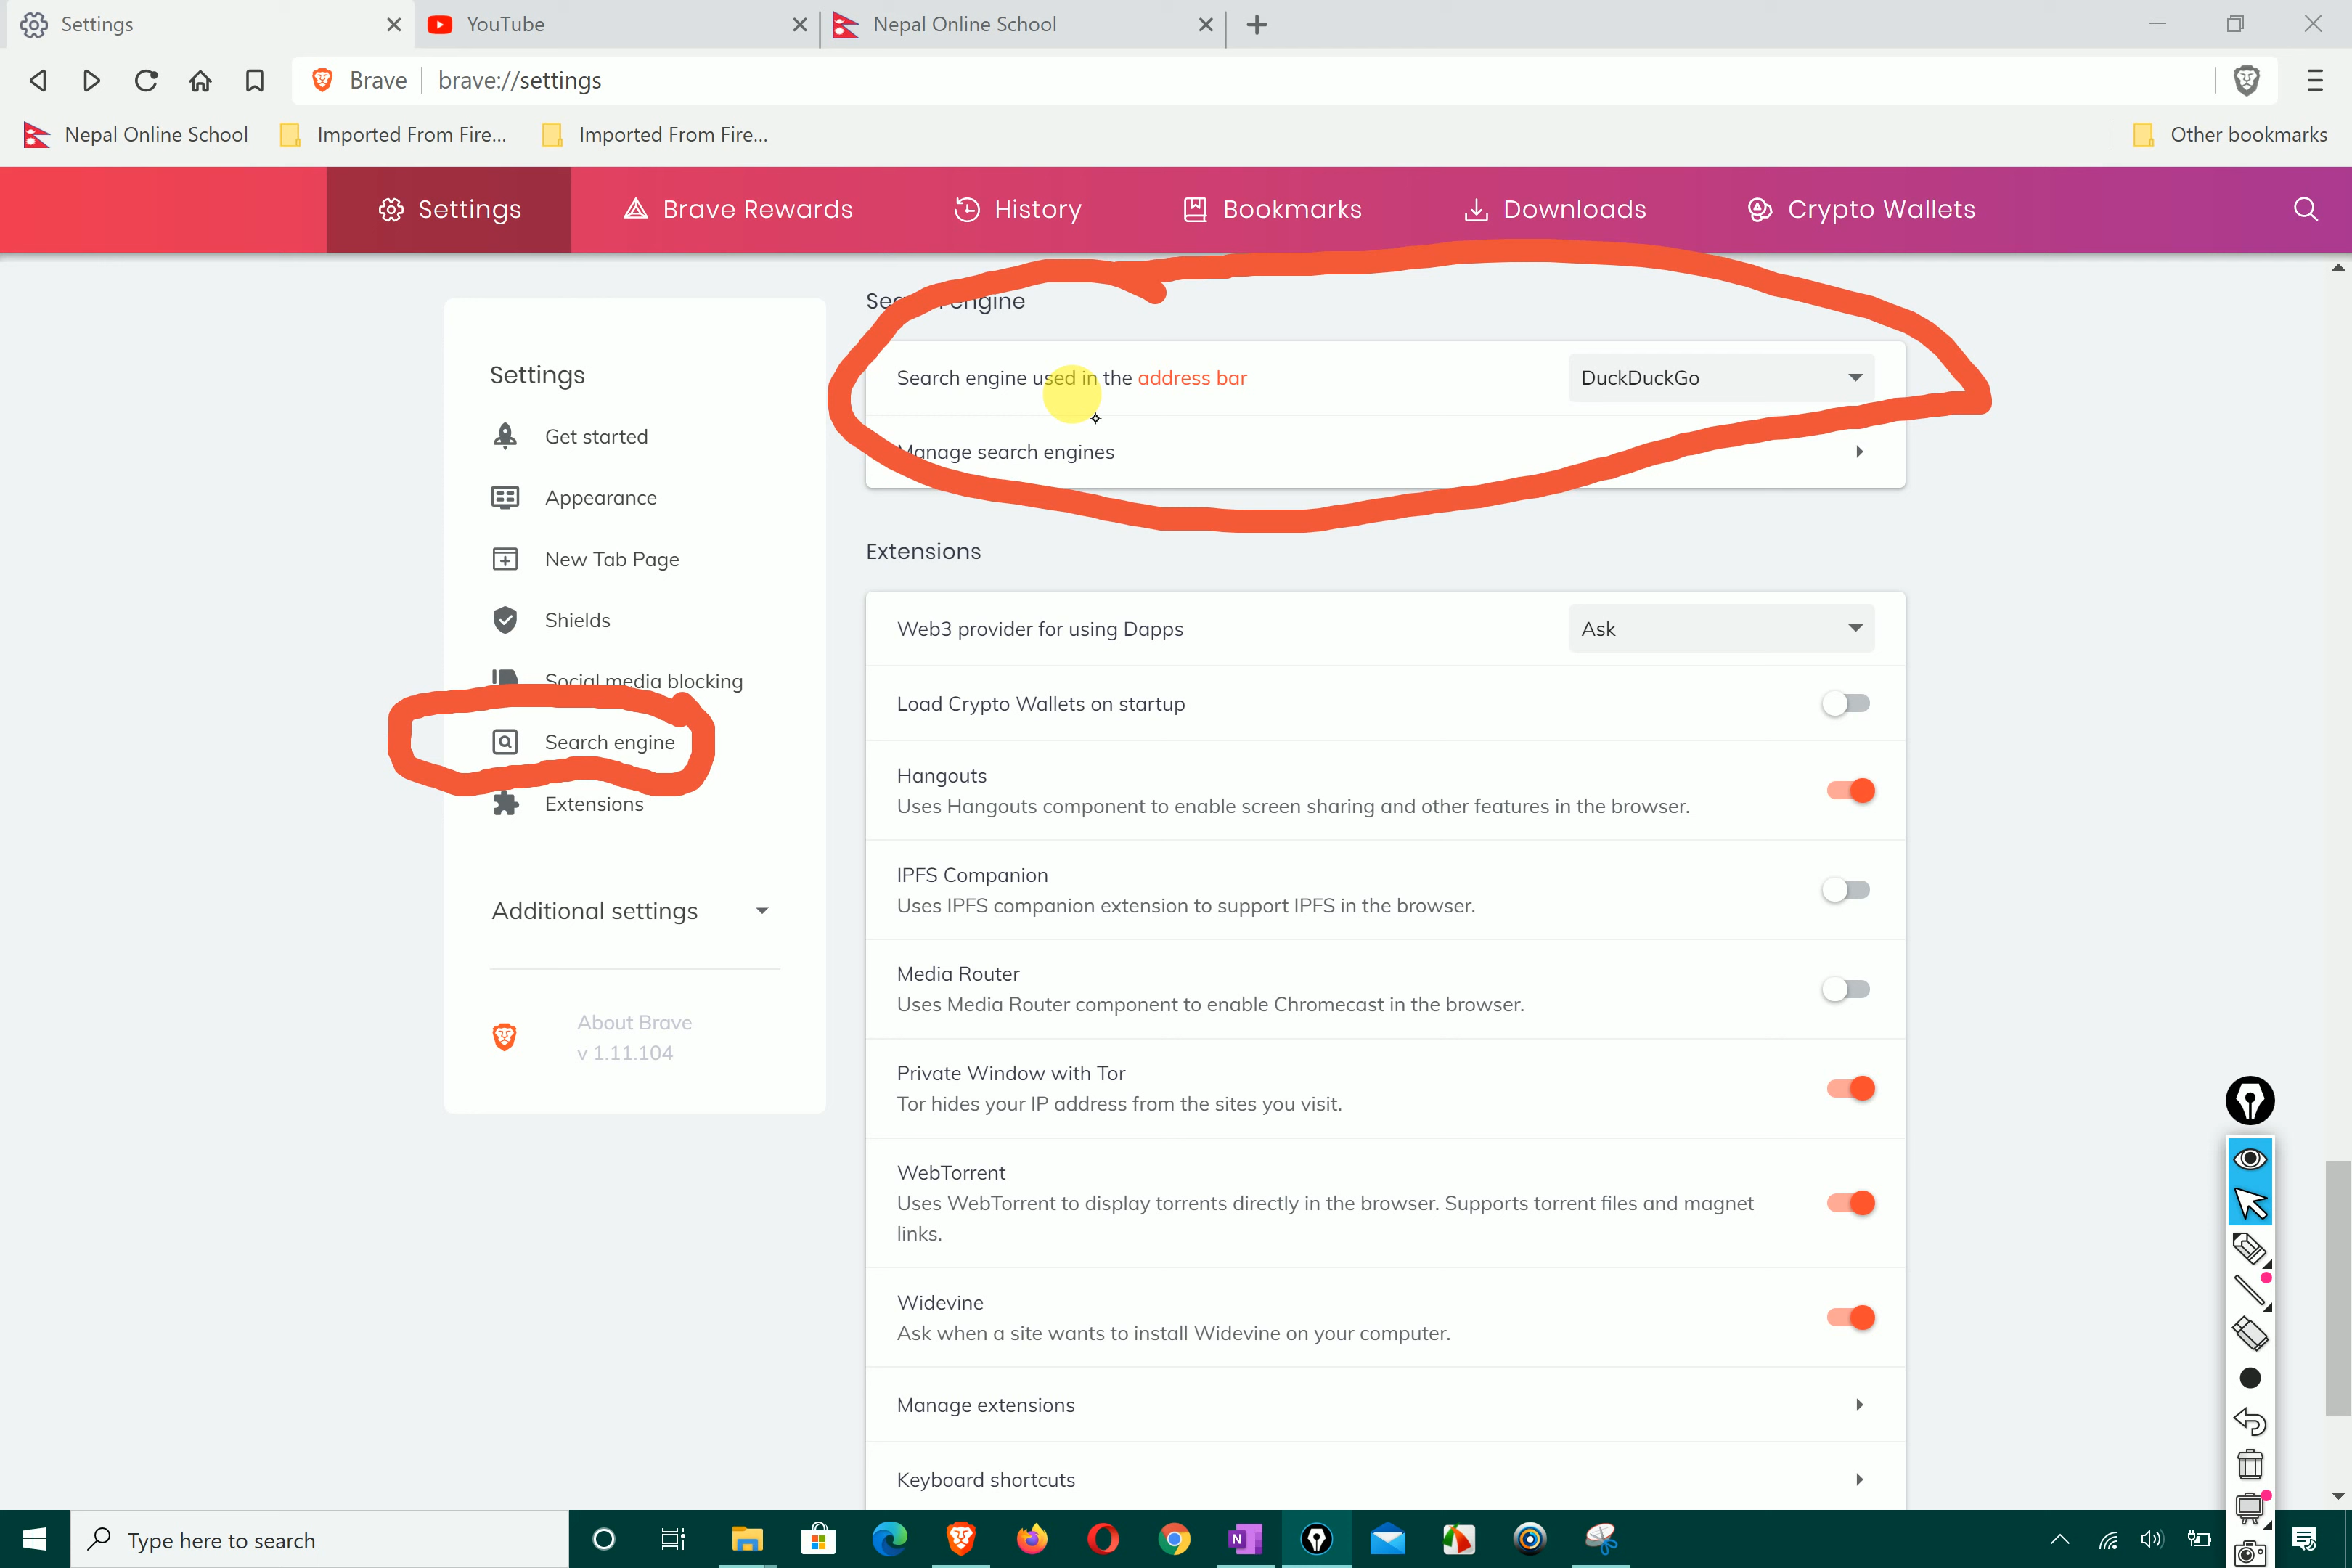 Settings
YouTube
Nepal Online School
Brave
brave://settings
Nepal Online School
Imported From Fire...
Imported From Fire...
Other bookmarks
Settings
Brave Rewards
History
Bookmarks
Downloads
Crypto Wallets
Settings
Get started
Appearance
New Tab Page
Shields
Social media blocking
Search engine
Extensions
Additional settings
About Brave
v 1.11.104
Search engine
Search engine used in the address bar
DuckDuckGo
Manage search engines
Extensions
Web3 provider for using Dapps
Ask
Load Crypto Wallets on startup
Hangouts
Uses Hangouts component to enable screen sharing and other features in the browser.
IPFS Companion
Uses IPFS companion extension to support IPFS in the browser.
Media Router
Uses Media Router component to enable Chromecast in the browser.
Private Window with Tor
Tor hides your IP address from the sites you visit.
WebTorrent
Uses WebTorrent to display torrents directly in the browser. Supports torrent files and magnet
links.
Widevine
Ask when a site wants to install Widevine on your computer.
Manage extensions
Keyboard shortcuts
Type here to search